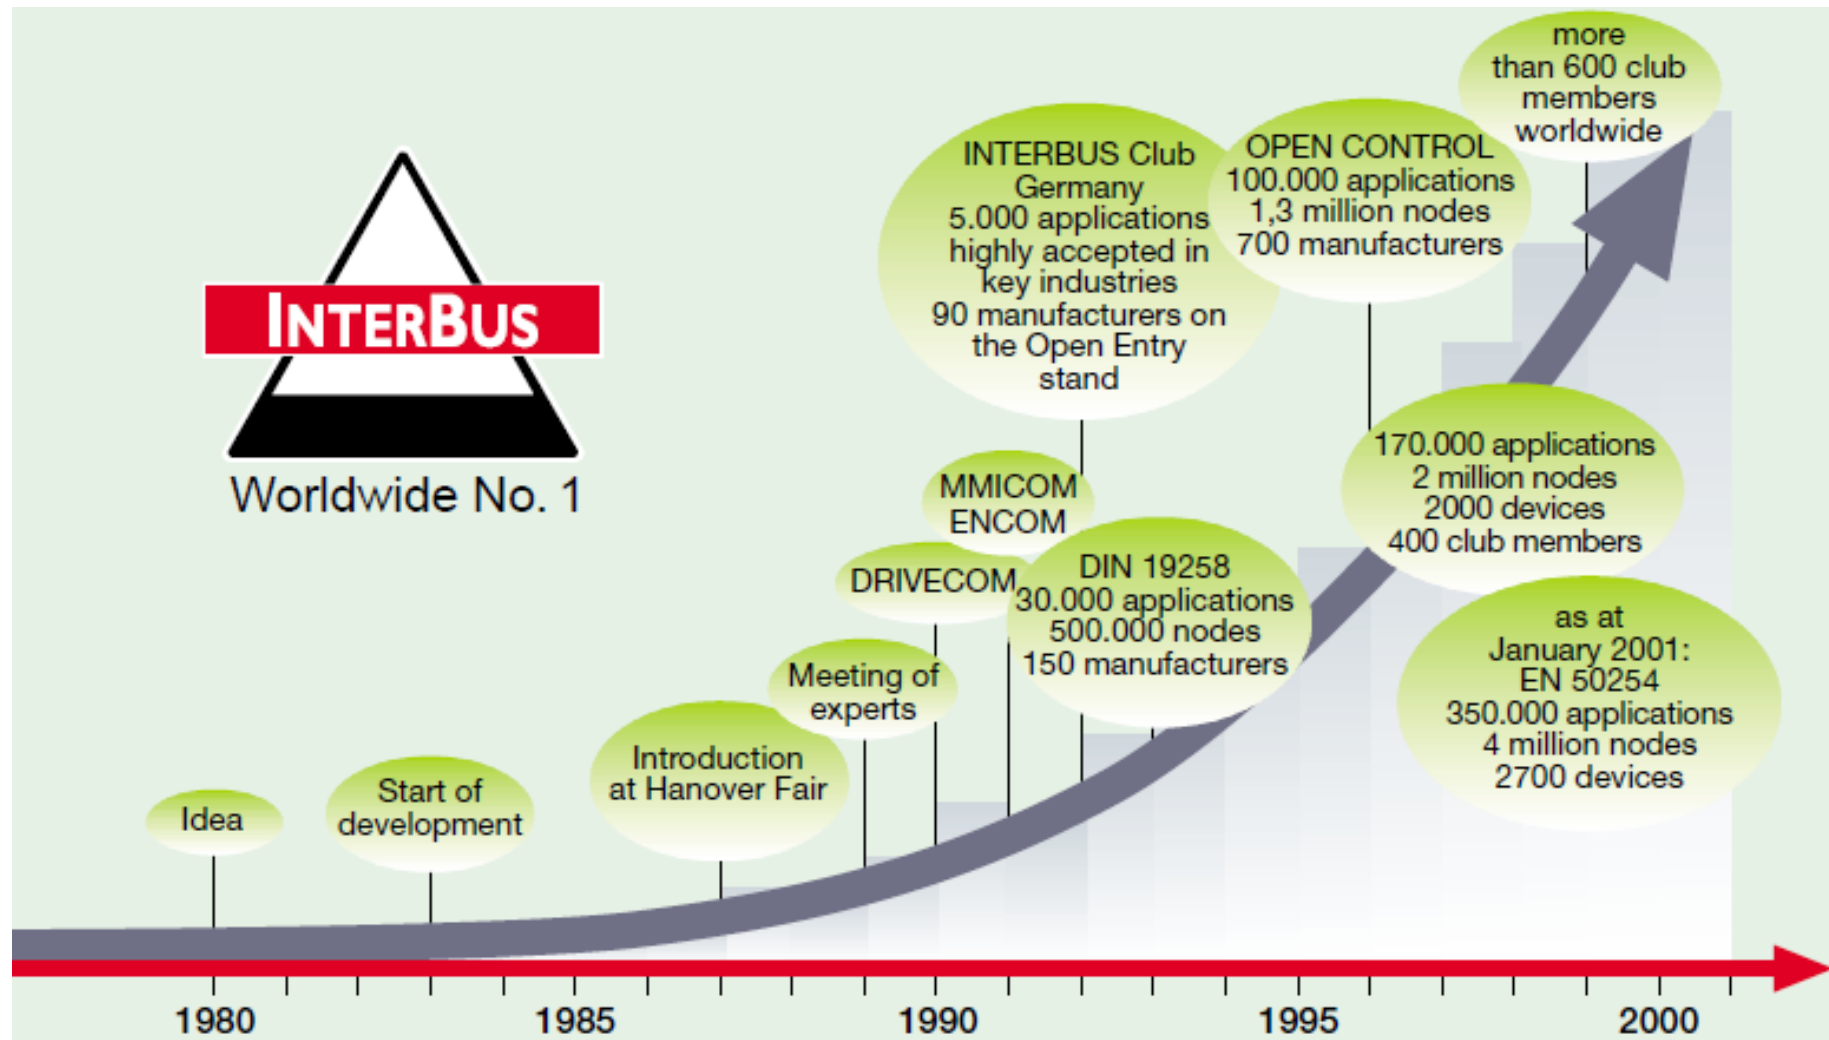 INTERBUS
Worldwide No. 1
Idea
Start of
development
Introduction
at Hanover Fair
Meeting of
experts
DRIVECOM
MMICOM
ENCOM
INTERBUS Club
Germany
5.000 applications
highly accepted in
key industries
90 manufacturers on
the Open Entry
stand
DIN 19258
30.000 applications
500.000 nodes
150 manufacturers
OPEN CONTROL
100.000 applications
1,3 million nodes
700 manufacturers
170.000 applications
2 million nodes
2000 devices
400 club members
more
than 600 club
members
worldwide
as at
January 2001:
EN 50254
350.000 applications
4 million nodes
2700 devices
1980
1985
1990
1995
2000